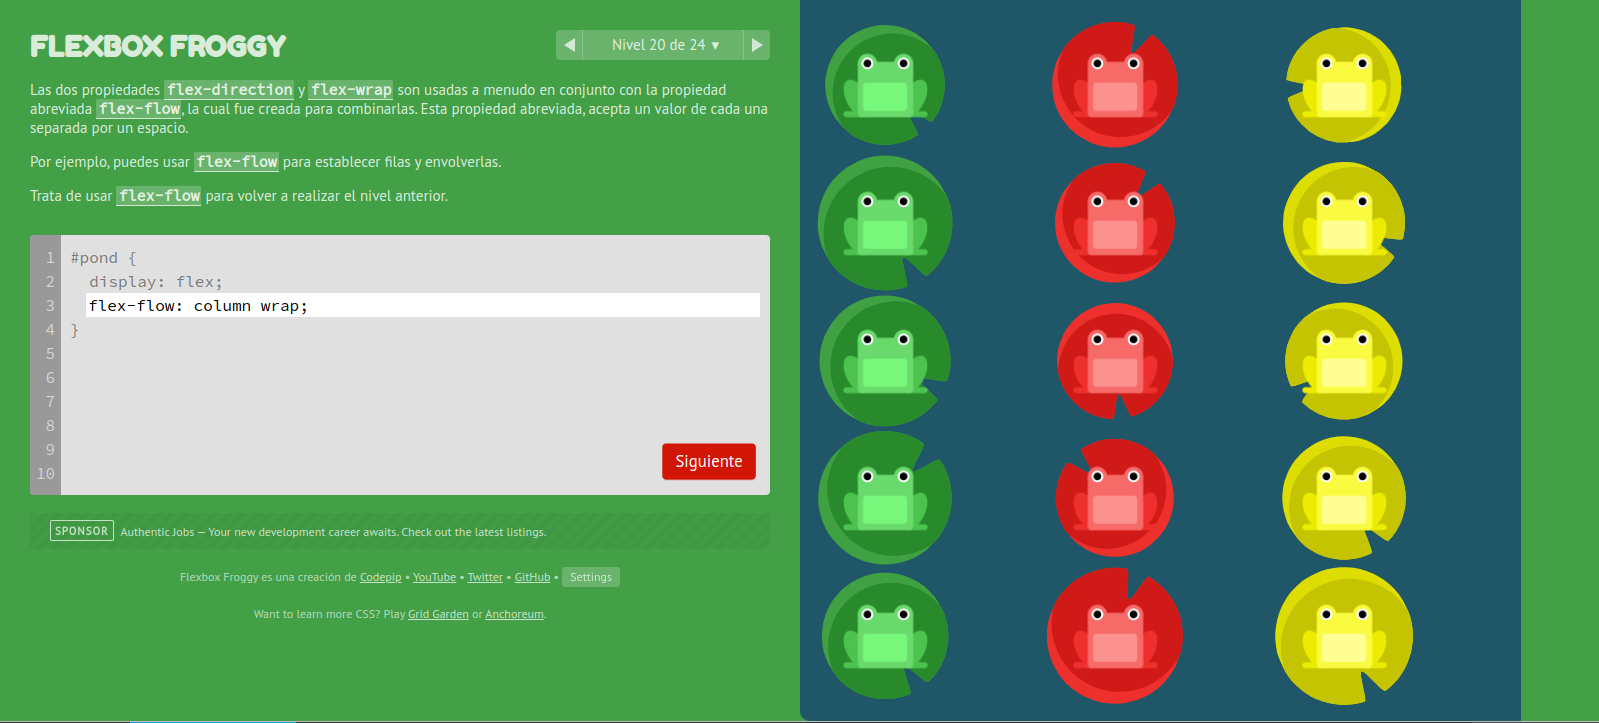 FLEXBOX FROGGY
◀ Nivel 20 de 24 ▾ ▶
Las dos propiedades flex-direction y flex-wrap son usadas a menudo en conjunto con la propiedad
abreviada flex-flow, la cual fue creada para combinarlas. Esta propiedad abreviada, acepta un valor de cada una
separada por un espacio.
Por ejemplo, puedes usar flex-flow para establecer filas y envolverlas.
Trata de usar flex-flow para volver a realizar el nivel anterior.
1 #pond {
2 display: flex;
3 flex-flow: column wrap;
4 }
5
6
7
8
9
10
Siguiente
SPONSOR Authentic Jobs — Your new development career awaits. Check out the latest listings.
Flexbox Froggy es una creación de Codepip • YouTube • Twitter • GitHub • Settings
Want to learn more CSS? Play Grid Garden or Anchoreum.